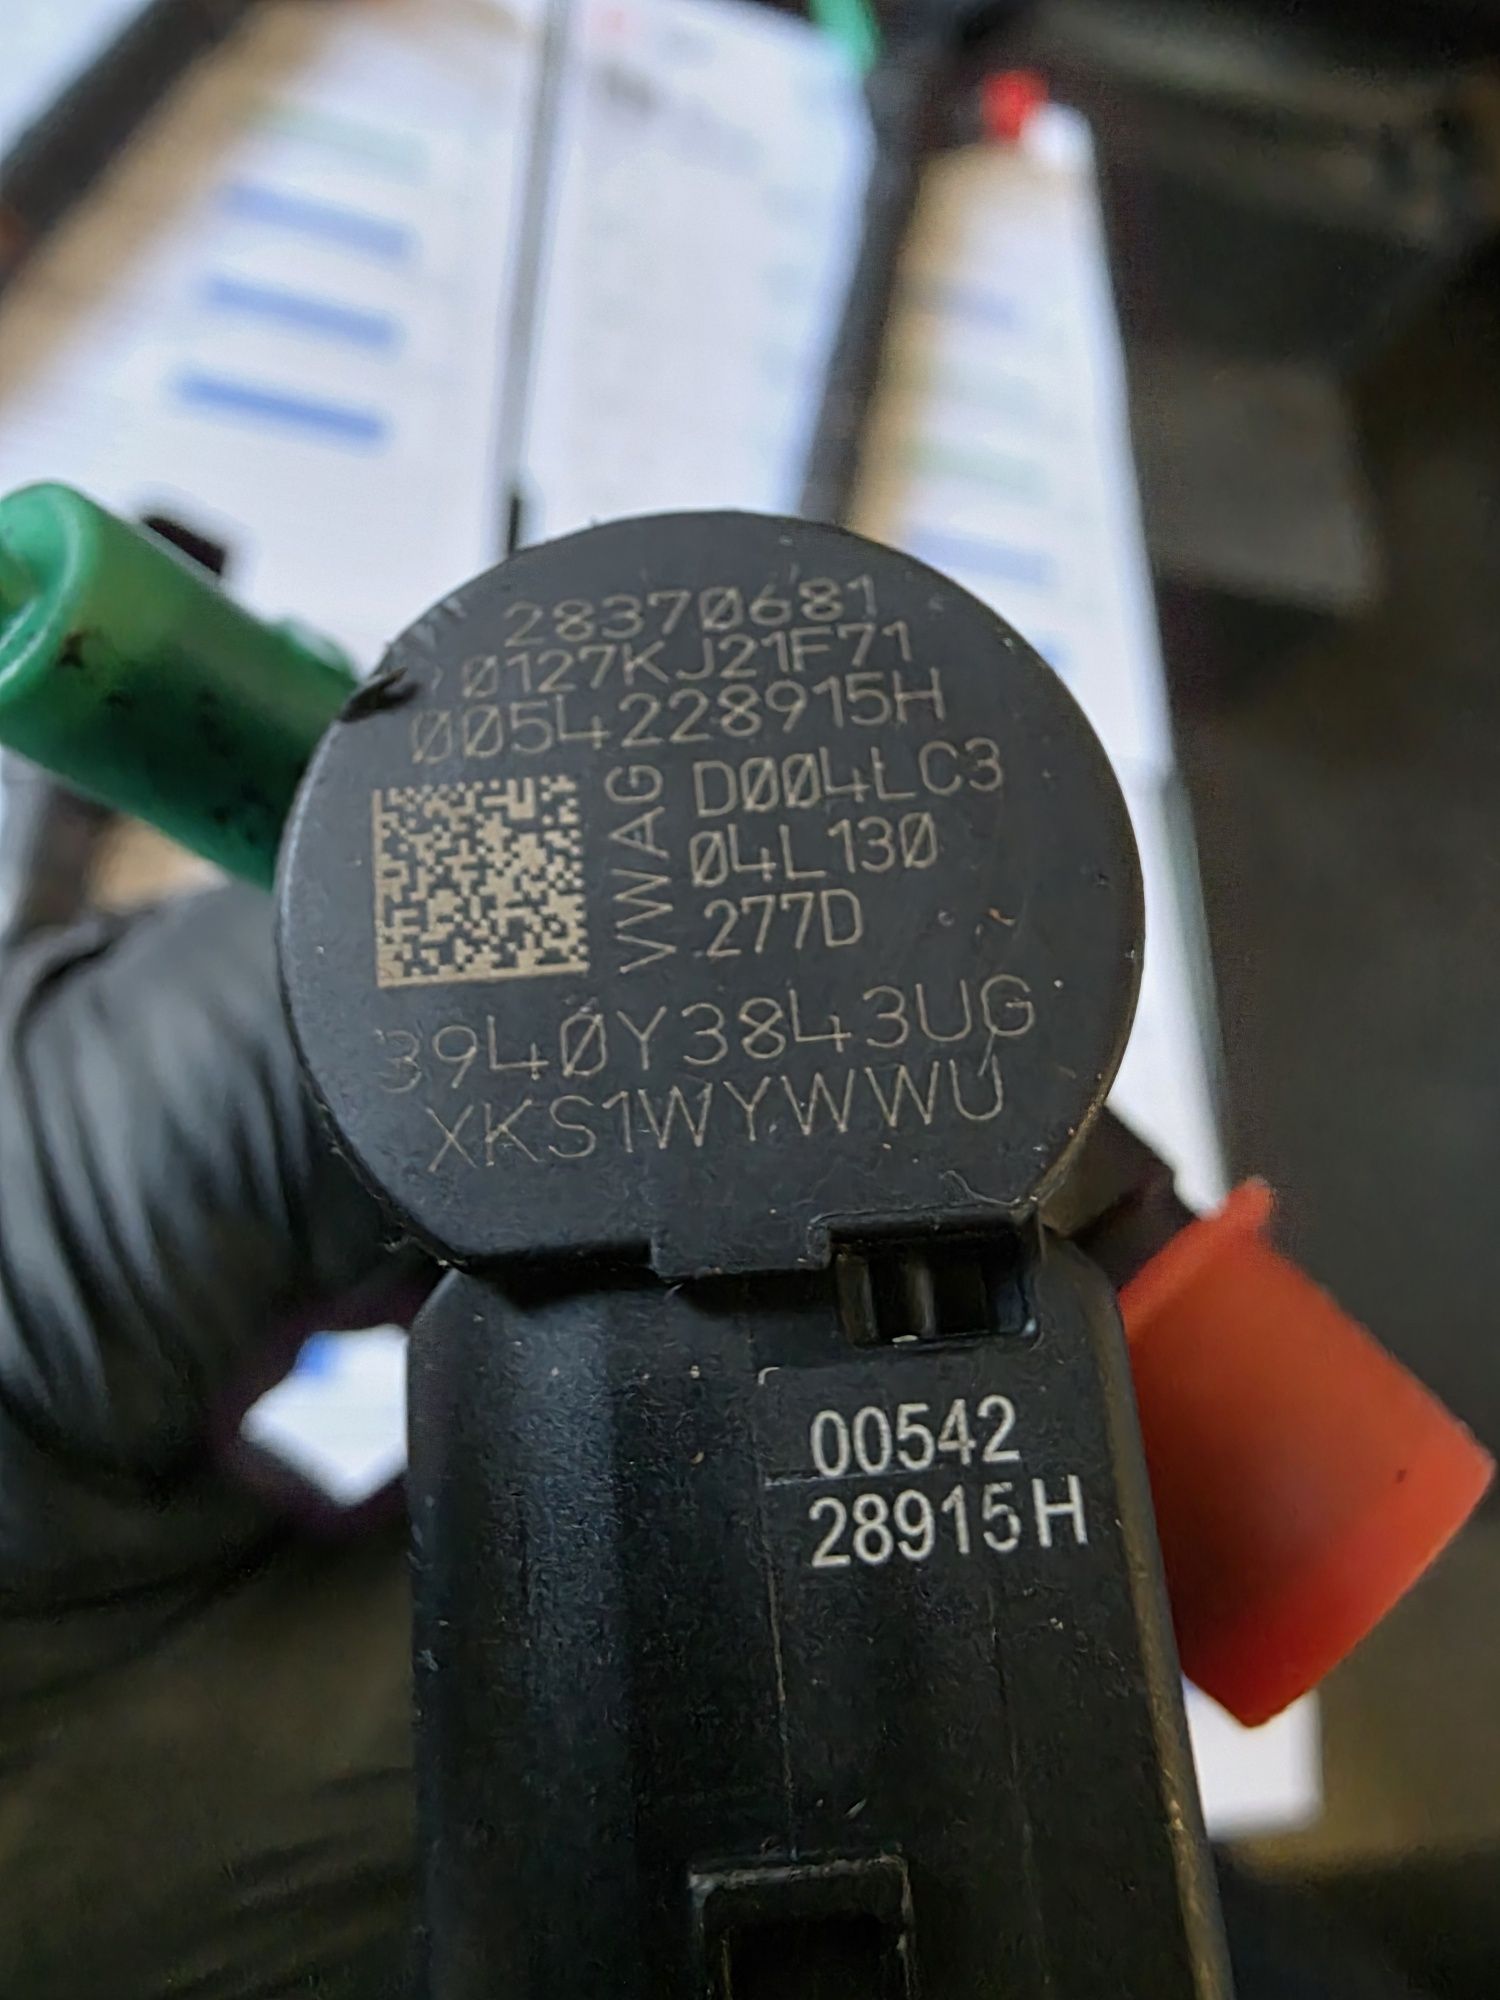 28370681
0127KJ21F71
0054228915H
VWAG
D004LC3
04L130
277D
3940Y3843UG
XKS1WYWWU
00542
28915H